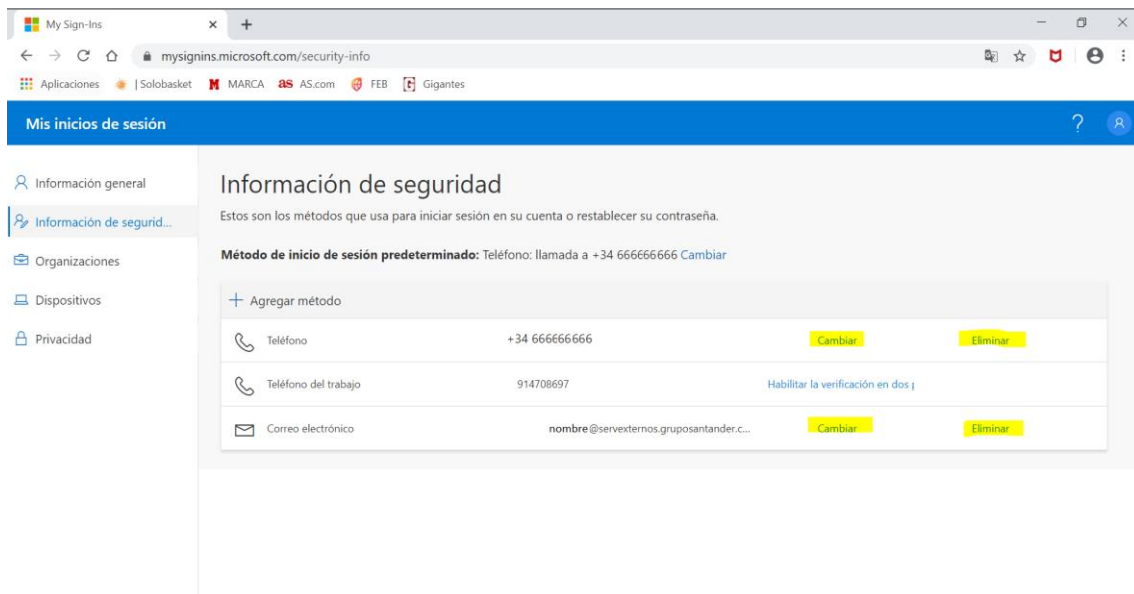 My Sign-Ins
mysignins.microsoft.com/security-info
Aplicaciones | Solobasket M MARCA as AS.com FEB Gigantes
Mis inicios de sesión ?
Información general
Información de segurid...
Organizaciones
Dispositivos
Privacidad
Información de seguridad
Estos son los métodos que usa para iniciar sesión en su cuenta o restablecer su contraseña.
Método de inicio de sesión predeterminado: Teléfono: llamada a +34 666666666 Cambiar
+ Agregar método
Teléfono +34 666666666 Cambiar Eliminar
Teléfono del trabajo 914708697 Habilitar la verificación en dos p
Correo electrónico nombre@servexternos.gruposantander.c... Cambiar Eliminar